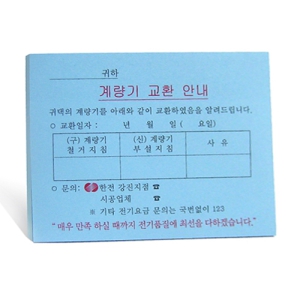 귀하
계량기 교환 안내
귀댁의 계량기를 아래와 같이 교환하였음을 알려드립니다.
○ 교환일자 : 년 월 일 ( 요일)
(구) 계량기 철거지침 (신) 계량기 부설지침 사 유
○ 문의: 한전 강진지점 ☎
시공업체 ☎
※ 기타 전기요금 문의는 국번없이 123
"매우 만족 하실 때까지 전기품질에 최선을 다하겠습니다."